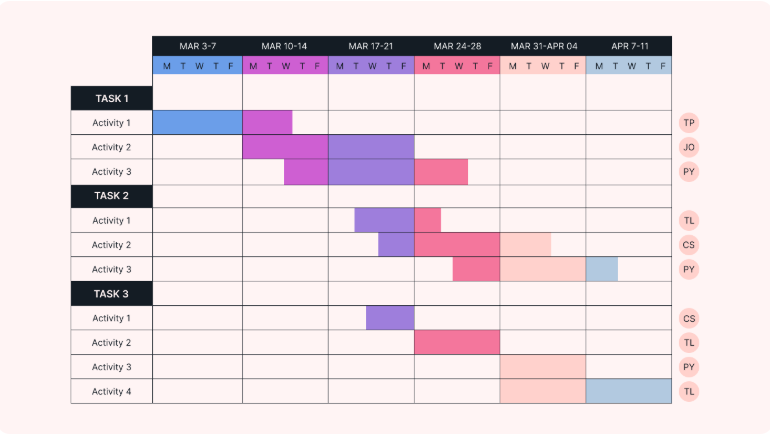 MAR 3-7 MAR 10-14 MAR 17-21 MAR 24-28 MAR 31-APR 04 APR 7-11
M T W T F M T W T F M T W T F M T W T F M T W T F M T W T F
TASK 1
Activity 1 TP
Activity 2 JO
Activity 3 PY
TASK 2
Activity 1 TL
Activity 2 CS
Activity 3 PY
TASK 3
Activity 1 CS
Activity 2 TL
Activity 3 PY
Activity 4 TL